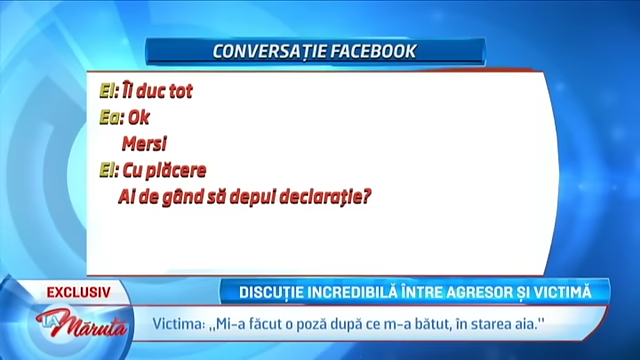 CONVERSAȚIE FACEBOOK
El: Îi duc tot
Ea: Ok
Mersi
El: Cu plăcere
Ai de gând să depui declarație?
EXCLUSIV
DISCUȚIE INCREDIBILĂ ÎNTRE AGRESOR ȘI VICTIMĂ
LA Măruta
Victima: „Mi-a făcut o poză după ce m-a bătut, în starea aia."